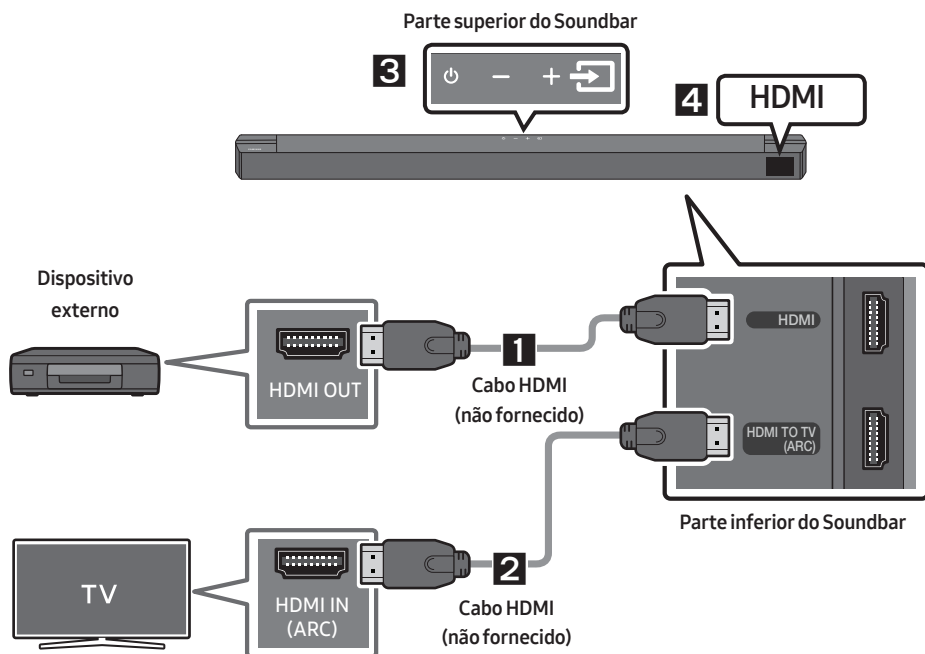 Parte superior do Soundbar
3
4
HDMI
Dispositivo
externo
HDMI OUT
1
Cabo HDMI
(não fornecido)
HDMI
HDMI TO TV
(ARC)
Parte inferior do Soundbar
TV
HDMI IN
(ARC)
2
Cabo HDMI
(não fornecido)